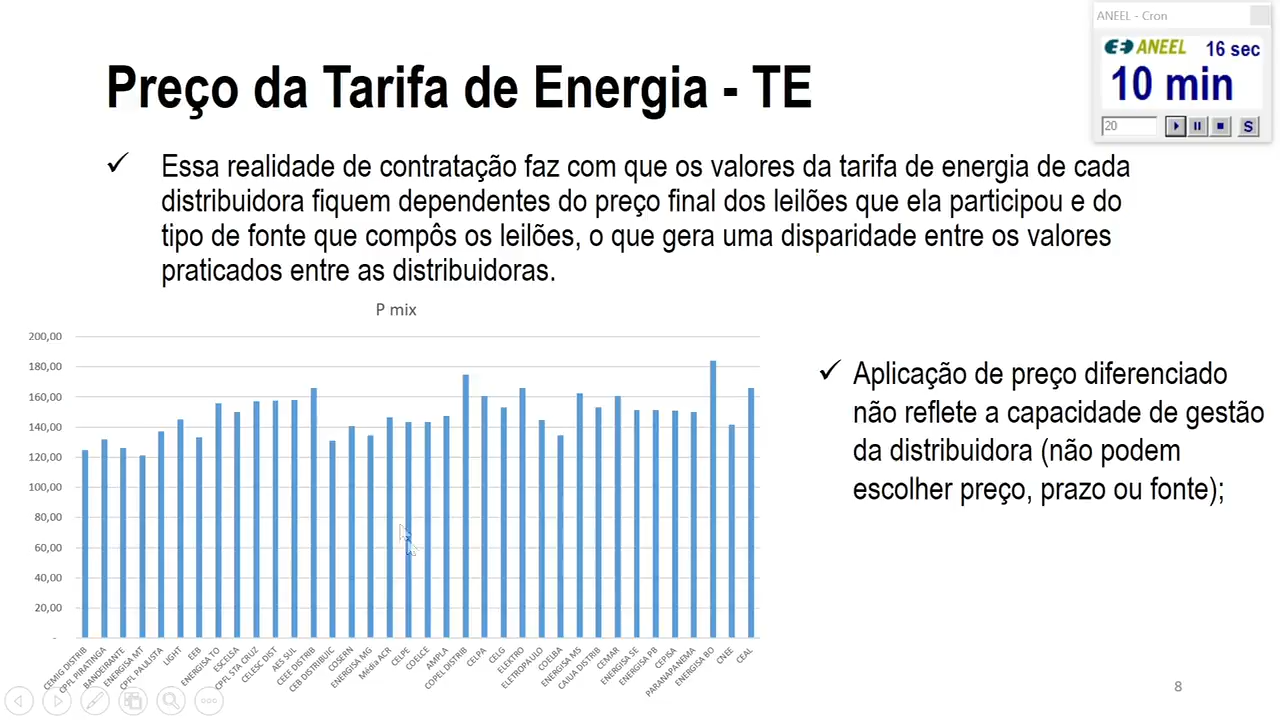 ANEEL - Cron
ANEEL 16 sec
10 min
20
S
Preço da Tarifa de Energia - TE
✓ Essa realidade de contratação faz com que os valores da tarifa de energia de cada
distribuidora fiquem dependentes do preço final dos leilões que ela participou e do
tipo de fonte que compôs os leilões, o que gera uma disparidade entre os valores
praticados entre as distribuidoras.
P mix
200,00
180,00
160,00
140,00
120,00
100,00
80,00
60,00
40,00
20,00
-
CEMIG DISTRIB
CPFL PIRATINGA
BANDEIRANTE
ENERGISA MT
CPFL PAULISTA
LIGHT
EEB
ENERGISA TO
ESCELSA
CPFL STA CRUZ
CELESC DIST
AES SUL
CEEE DISTRIB
CEB DISTRIBUIC
COSERN
ENERGISA MG
Média ACR
CELPE
COELCE
AMPLA
COPEL DISTRIB
CELPA
CELG
ELEKTRO
ELETROPAULO
COELBA
ENERGISA MS
CAIUA DISTRIB
CEMAR
ENERGISA SE
ENERGISA PB
CEPISA
PARANAPANEMA
ENERGISA BO
CNEE
CEAL
✓ Aplicação de preço diferenciado
não reflete a capacidade de gestão
da distribuidora (não podem
escolher preço, prazo ou fonte);
8